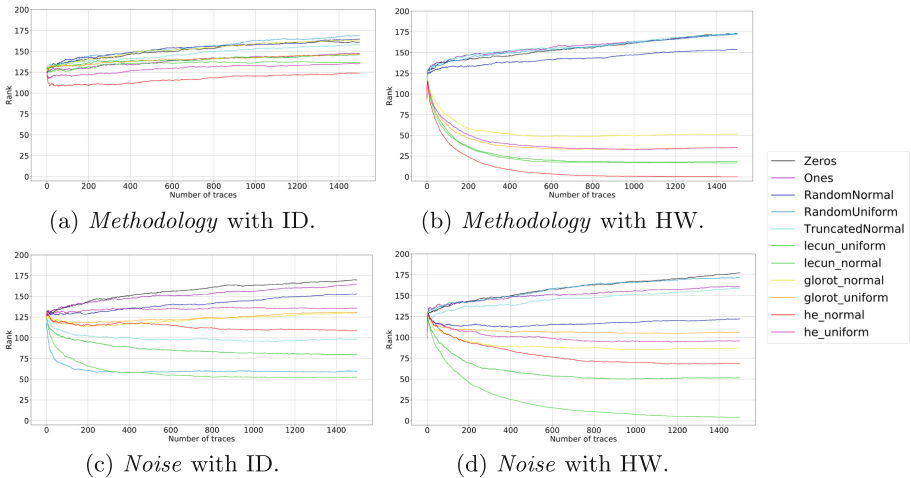 200
175
150
125
100
75
50
25
0
Rank
0 200 400 600 800 1000 1200 1400
Number of traces
(a) Methodology with ID.
200
175
150
125
100
75
50
25
0
Rank
0 200 400 600 800 1000 1200 1400
Number of traces
(b) Methodology with HW.
Zeros
Ones
RandomNormal
RandomUniform
TruncatedNormal
lecun_uniform
lecun_normal
glorot_normal
glorot_uniform
he_normal
he_uniform
200
175
150
125
100
75
50
25
0
Rank
0 200 400 600 800 1000 1200 1400
Number of traces
(c) Noise with ID.
200
175
150
125
100
75
50
25
0
Rank
0 200 400 600 800 1000 1200 1400
Number of traces
(d) Noise with HW.